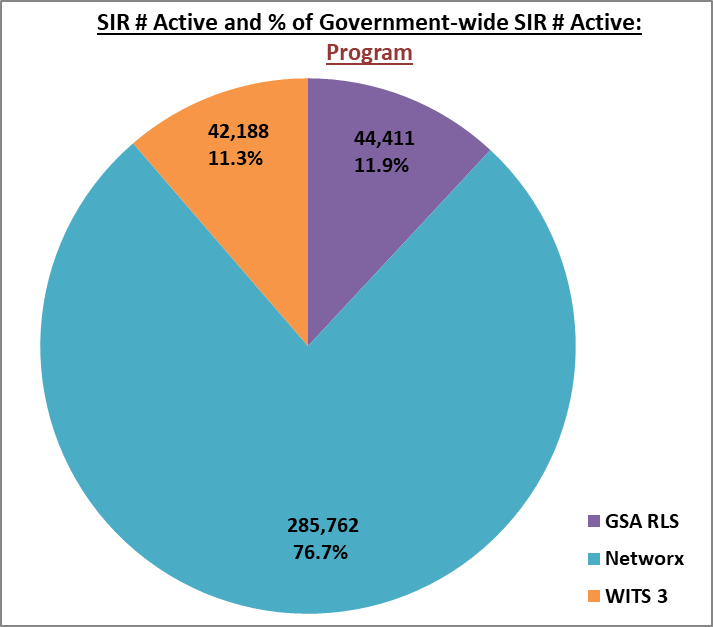 SIR # Active and % of Government-wide SIR # Active:
Program
42,188
11.3%
44,411
11.9%
285,762
76.7%
GSA RLS
Networx
WITS 3